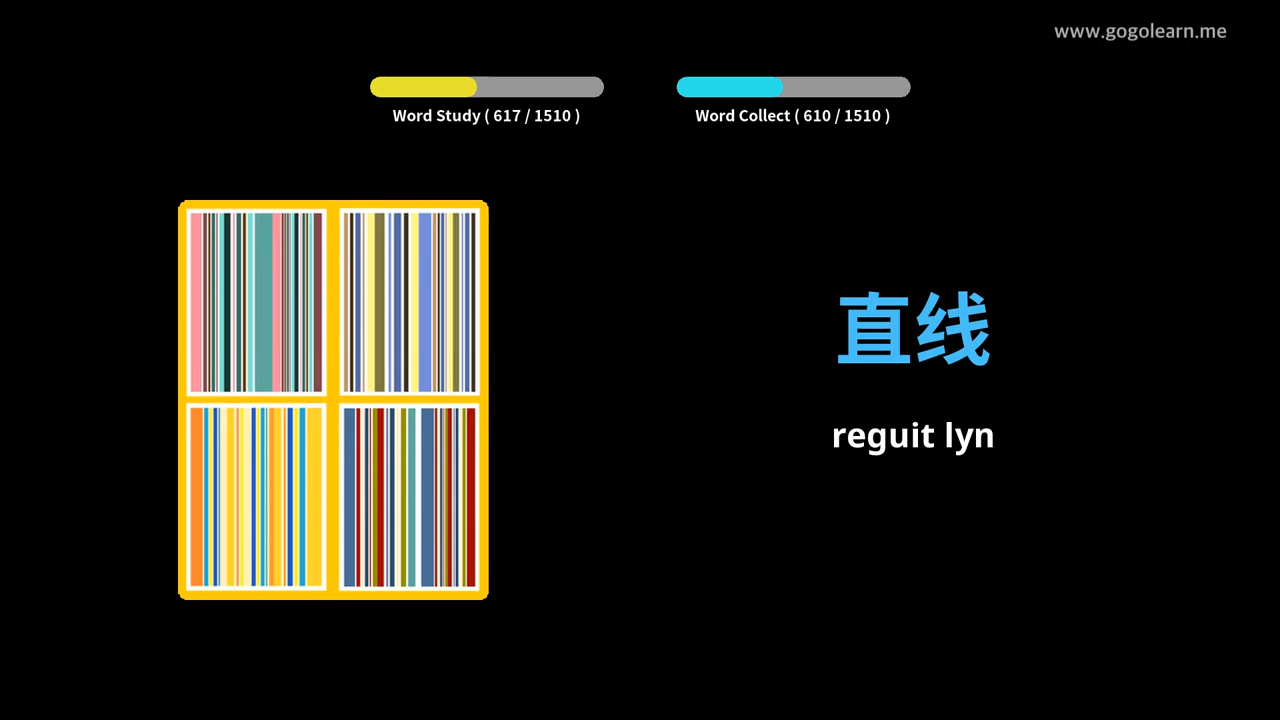 www.gogolearn.me
Word Study ( 617 / 1510 )
Word Collect ( 610 / 1510 )
直线
reguit lyn